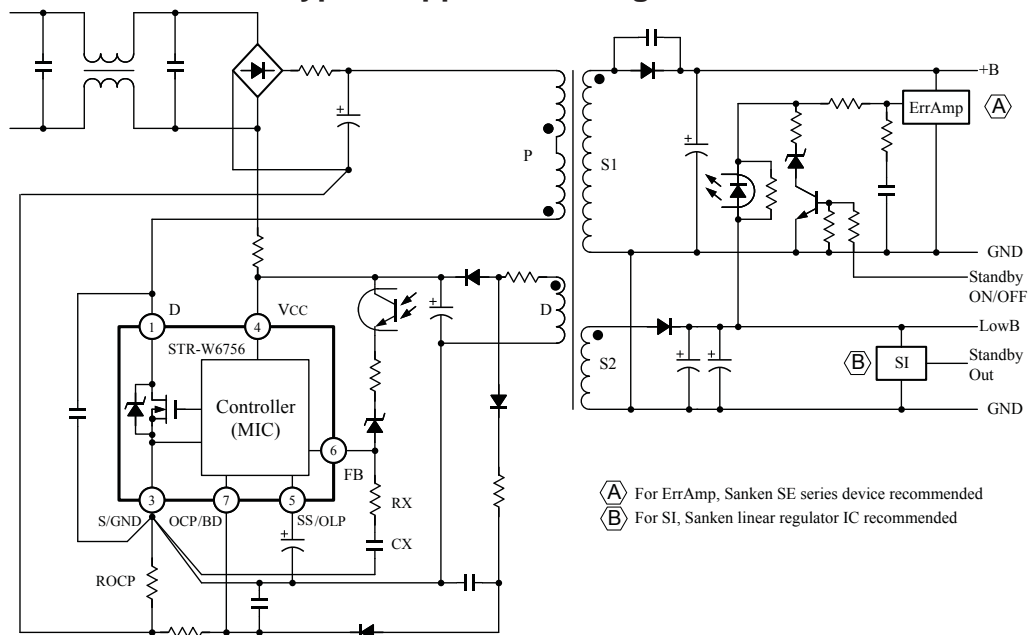 +
P
S1
+
ErrAmp
+B
A
GND
Standby
ON/OFF
D
VCC
1
4
STR-W6756
Controller
(MIC)
+
D
S2
+
+
LowB
B
SI
Standby
Out
GND
6
FB
3
7
5
S/GND
OCP/BD
SS/OLP
+
RX
CX
ROCP
A For ErrAmp, Sanken SE series device recommended
B For SI, Sanken linear regulator IC recommended